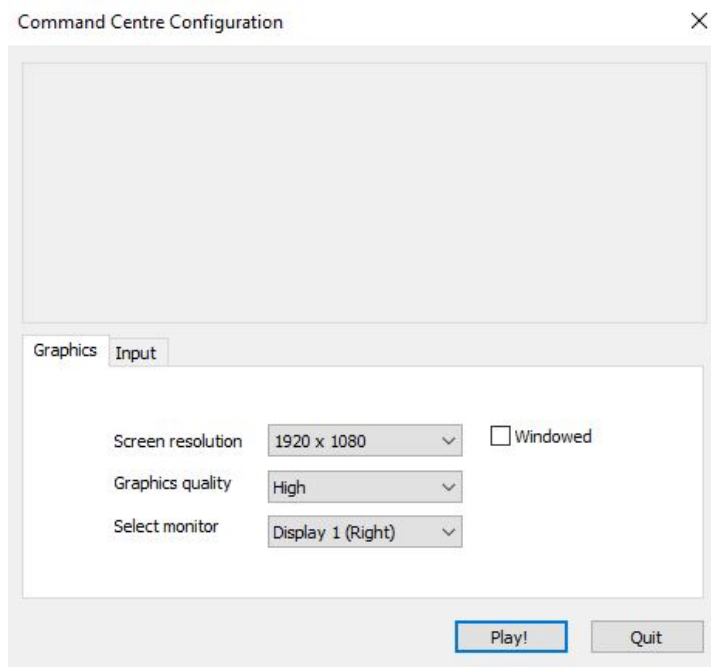 Command Centre Configuration
Graphics
Input
Screen resolution
1920 x 1080
Windowed
Graphics quality
High
Select monitor
Display 1 (Right)
Play!
Quit